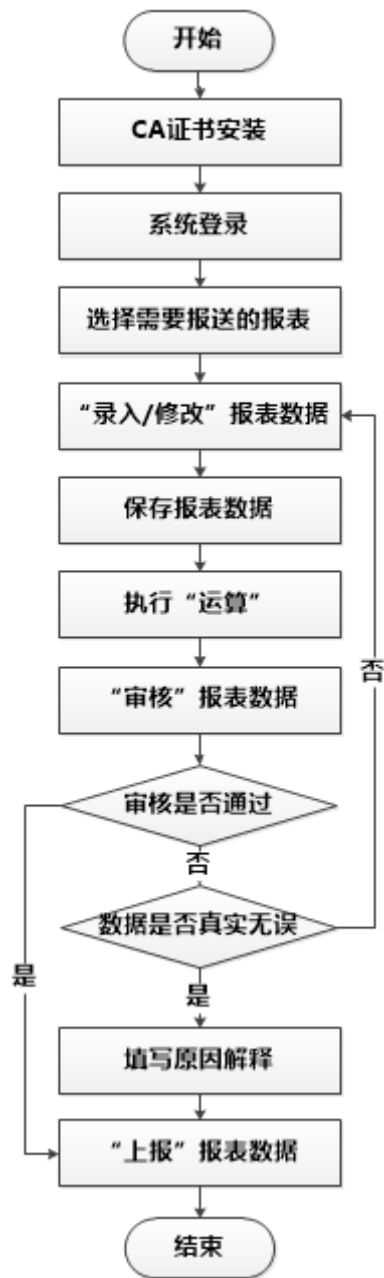 开始
CA证书安装
系统登录
选择需要报送的报表
“录入/修改”报表数据
保存报表数据
执行“运算”
“审核”报表数据
否
审核是否通过
否
数据是否真实无误
是
是
填写原因解释
“上报”报表数据
结束